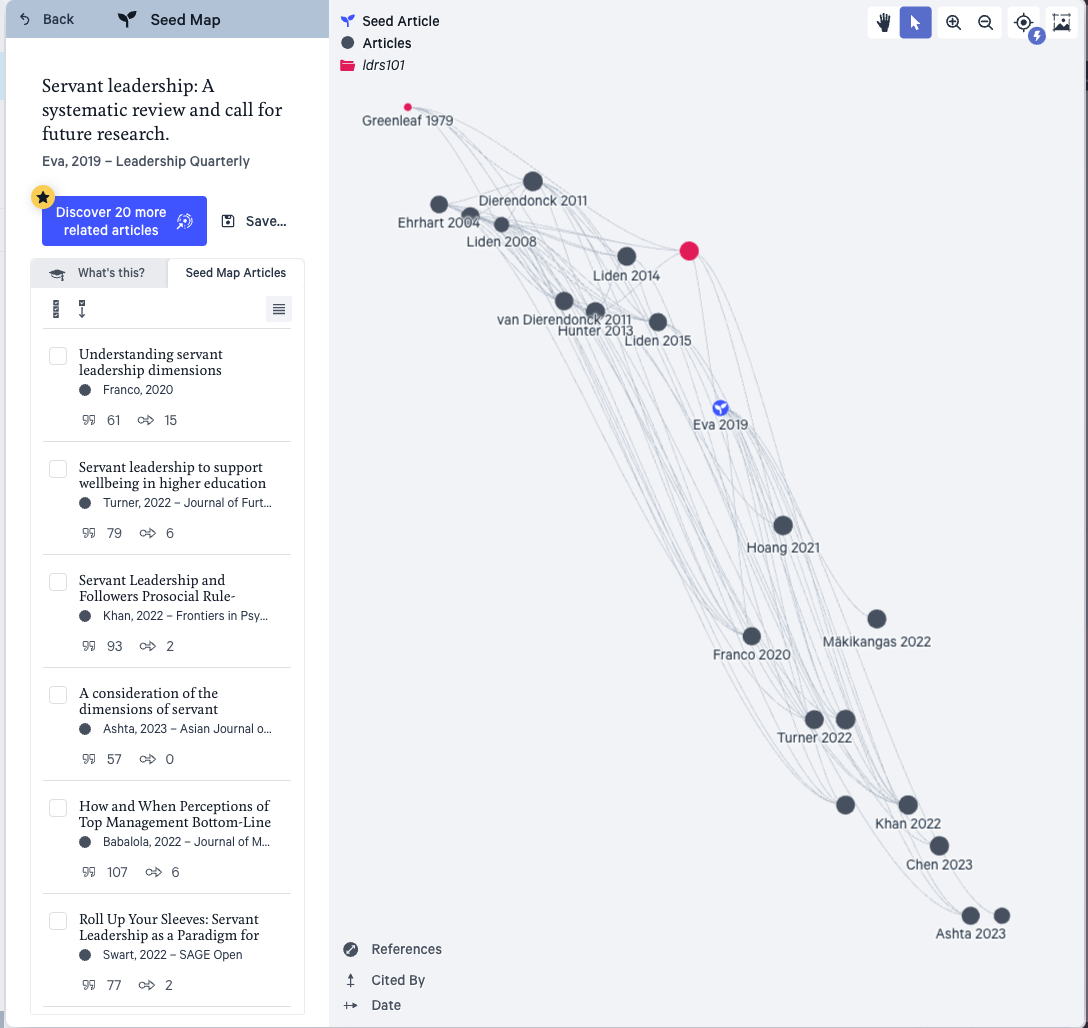 Back
Seed Map
Servant leadership: A
systematic review and call for
future research.
Eva, 2019 – Leadership Quarterly
Discover 20 more
related articles
Save...
What's this?
Seed Map Articles
Understanding servant
leadership dimensions
Franco, 2020
61
15
Servant leadership to support
wellbeing in higher education
Turner, 2022 – Journal of Furt...
79
6
Servant Leadership and
Followers Prosocial Rule-
Khan, 2022 – Frontiers in Psy...
93
2
A consideration of the
dimensions of servant
Ashta, 2023 – Asian Journal o...
57
0
How and When Perceptions of
Top Management Bottom-Line
Babalola, 2022 – Journal of M...
107
6
Roll Up Your Sleeves: Servant
Leadership as a Paradigm for
Swart, 2022 – SAGE Open
77
2
Seed Article
Articles
ldrs101
Greenleaf 1979
Dierendonck 2011
Ehrhart 2004
Liden 2008
Liden 2014
van Dierendonck 2011
Hunter 2013
Liden 2015
Eva 2019
Hoang 2021
Mäkikangas 2022
Franco 2020
Turner 2022
Khan 2022
Chen 2023
Ashta 2023
References
Cited By
Date